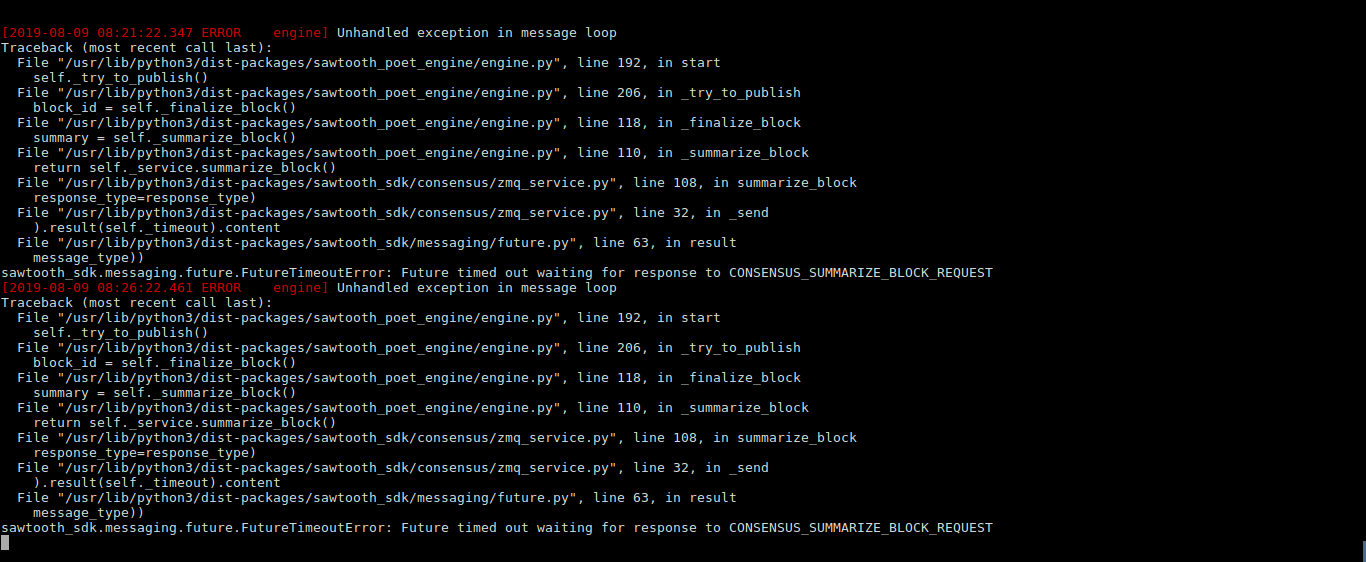 [2019-08-09 08:21:22.347 ERROR    engine] Unhandled exception in message loop
Traceback (most recent call last):
  File "/usr/lib/python3/dist-packages/sawtooth_poet_engine/engine.py", line 192, in start
    self._try_to_publish()
  File "/usr/lib/python3/dist-packages/sawtooth_poet_engine/engine.py", line 206, in _try_to_publish
    block_id = self._finalize_block()
  File "/usr/lib/python3/dist-packages/sawtooth_poet_engine/engine.py", line 118, in _finalize_block
    summary = self._summarize_block()
  File "/usr/lib/python3/dist-packages/sawtooth_poet_engine/engine.py", line 110, in _summarize_block
    return self._service.summarize_block()
  File "/usr/lib/python3/dist-packages/sawtooth_sdk/consensus/zmq_service.py", line 108, in summarize_block
    response_type=response_type)
  File "/usr/lib/python3/dist-packages/sawtooth_sdk/consensus/zmq_service.py", line 32, in _send
    ).result(self._timeout).content
  File "/usr/lib/python3/dist-packages/sawtooth_sdk/messaging/future.py", line 63, in result
    message_type))
sawtooth_sdk.messaging.future.FutureTimeoutError: Future timed out waiting for response to CONSENSUS_SUMMARIZE_BLOCK_REQUEST
[2019-08-09 08:26:22.461 ERROR    engine] Unhandled exception in message loop
Traceback (most recent call last):
  File "/usr/lib/python3/dist-packages/sawtooth_poet_engine/engine.py", line 192, in start
    self._try_to_publish()
  File "/usr/lib/python3/dist-packages/sawtooth_poet_engine/engine.py", line 206, in _try_to_publish
    block_id = self._finalize_block()
  File "/usr/lib/python3/dist-packages/sawtooth_poet_engine/engine.py", line 118, in _finalize_block
    summary = self._summarize_block()
  File "/usr/lib/python3/dist-packages/sawtooth_poet_engine/engine.py", line 110, in _summarize_block
    return self._service.summarize_block()
  File "/usr/lib/python3/dist-packages/sawtooth_sdk/consensus/zmq_service.py", line 108, in summarize_block
    response_type=response_type)
  File "/usr/lib/python3/dist-packages/sawtooth_sdk/consensus/zmq_service.py", line 32, in _send
    ).result(self._timeout).content
  File "/usr/lib/python3/dist-packages/sawtooth_sdk/messaging/future.py", line 63, in result
    message_type))
sawtooth_sdk.messaging.future.FutureTimeoutError: Future timed out waiting for response to CONSENSUS_SUMMARIZE_BLOCK_REQUEST